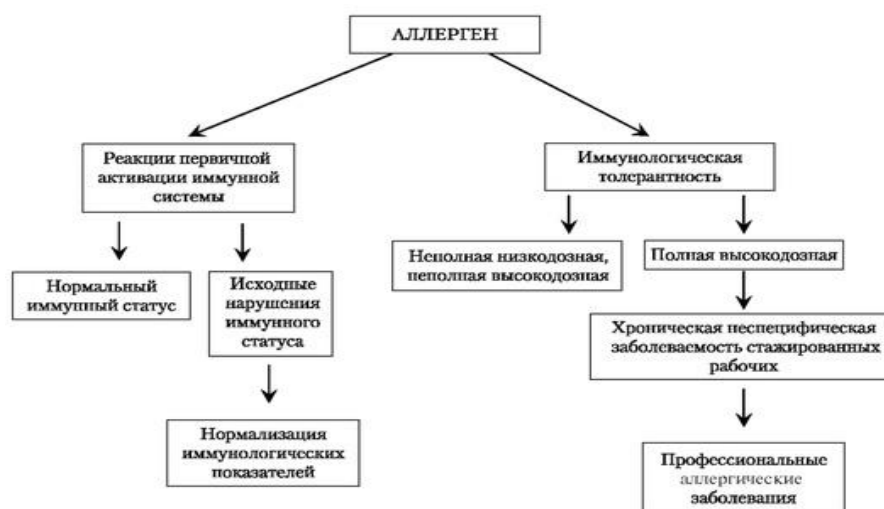 АЛЛЕРГЕН
Реакции первичной
активации иммунной
системы
Иммунологическая
толерантность
Нормальный
иммунный статус
Исходные
нарушения
иммунного
статуса
Неполная низкодозная,
неполная высокодозная
Полная высокодозная
Хроническая неспецифическая
заболеваемость стажированных
рабочих
Нормализация
иммунологических
показателей
Профессиональные
аллергические
заболевания